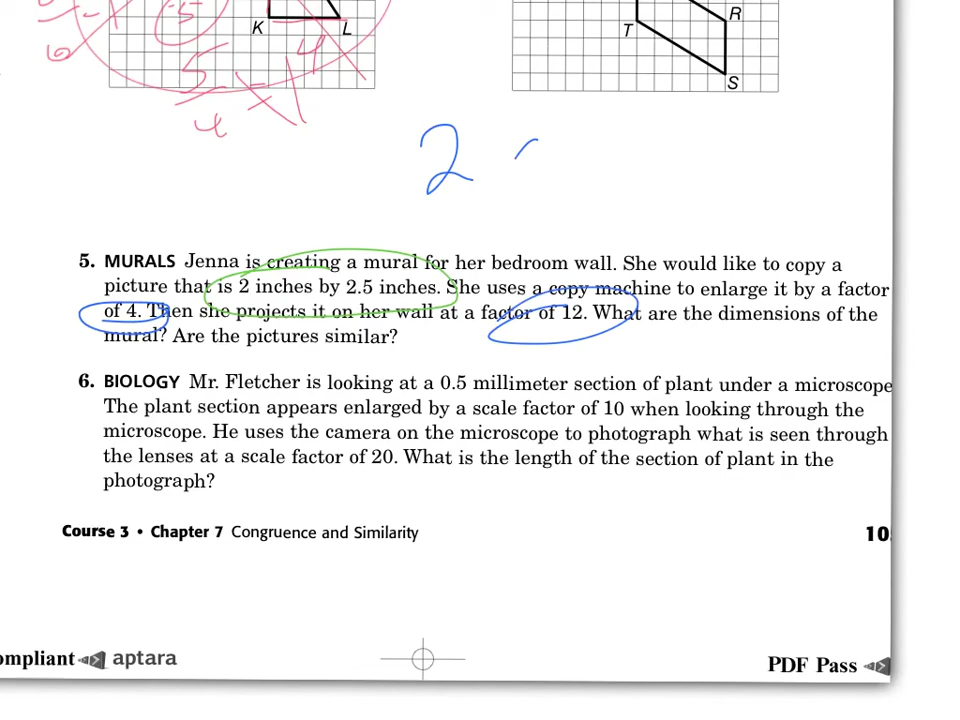 K L
T R
S
5
4
4
2
5. MURALS Jenna is creating a mural for her bedroom wall. She would like to copy a
picture that is 2 inches by 2.5 inches. She uses a copy machine to enlarge it by a factor
of 4. Then she projects it on her wall at a factor of 12. What are the dimensions of the
mural? Are the pictures similar?
6. BIOLOGY Mr. Fletcher is looking at a 0.5 millimeter section of plant under a microscope
The plant section appears enlarged by a scale factor of 10 when looking through the
microscope. He uses the camera on the microscope to photograph what is seen through
the lenses at a scale factor of 20. What is the length of the section of plant in the
photograph?
Course 3 • Chapter 7 Congruence and Similarity 10
ompliant aptara PDF Pass